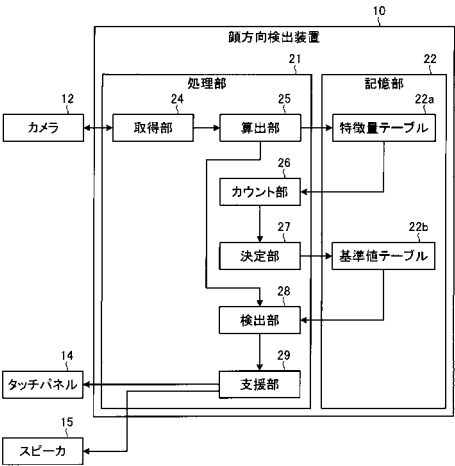 10
顔方向検出装置
21
処理部
22
記憶部
12
カメラ
24
取得部
25
算出部
22a
特徴量テーブル
26
カウント部
27
決定部
22b
基準値テーブル
28
検出部
29
支援部
14
タッチパネル
15
スピーカ